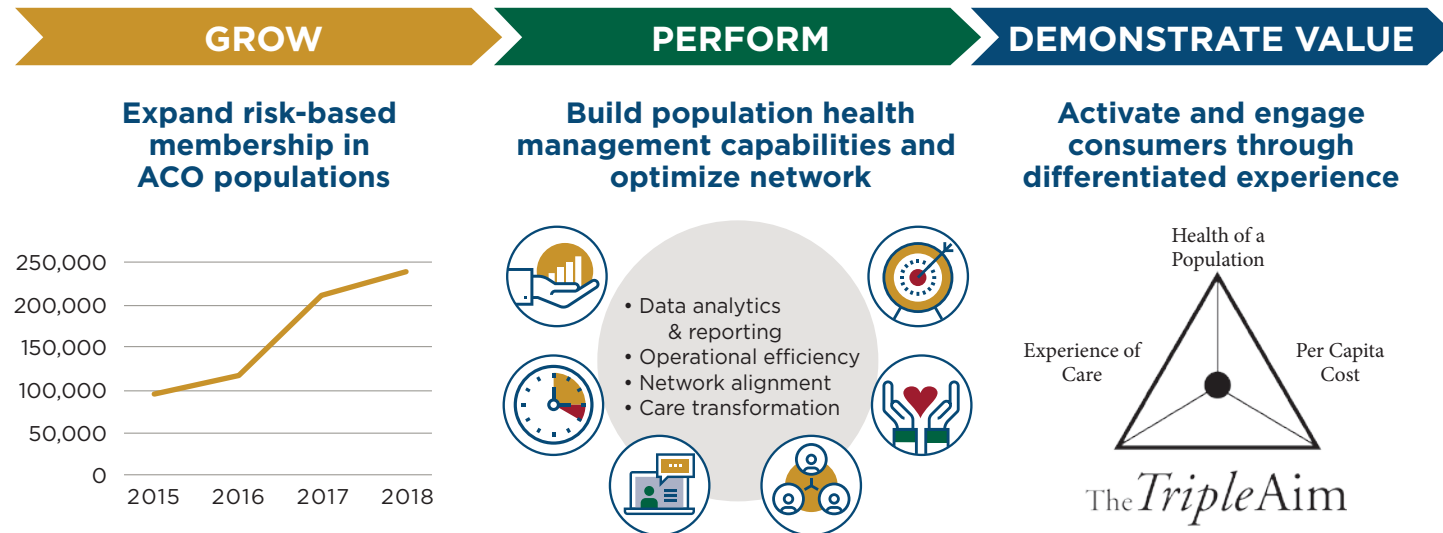 GROW
PERFORM
DEMONSTRATE VALUE
Expand risk-based
membership in
ACO populations
250,000
200,000
150,000
100,000
50,000
0
2015
2016
2017
2018
Build population health
management capabilities and
optimize network
• Data analytics
& reporting
• Operational efficiency
• Network alignment
• Care transformation
Activate and engage
consumers through
differentiated experience
Health of a
Population
Experience of
Care
Per Capita
Cost
The Triple Aim